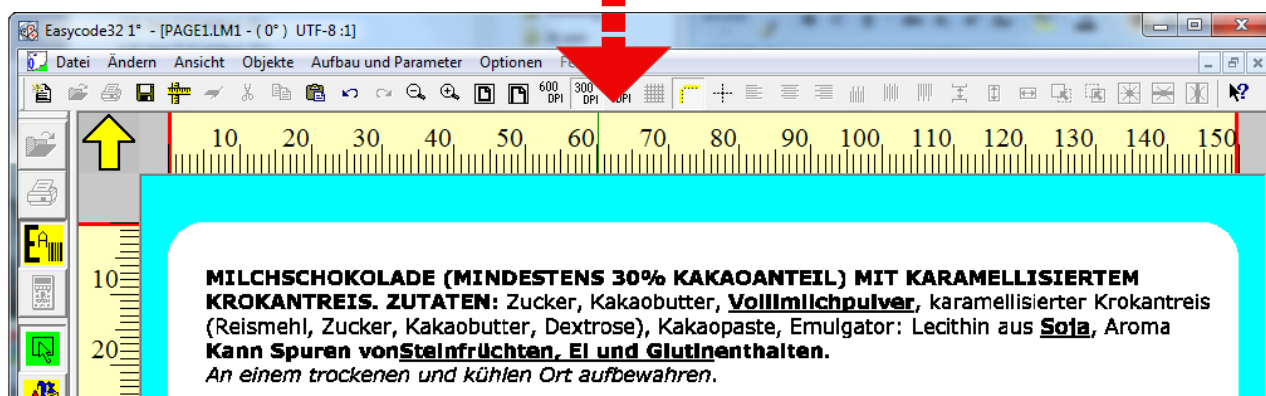 Easycode32 1° - [PAGE1.LM1 - ( 0° ) UTF-8 :1]
Datei Ändern Ansicht Objekte Aufbau und Parameter Optionen
600 DPI 300 DPI DPI
10 20 30 40 50 60 70 80 90 100 110 120 130 140 150
EA
10
20
MILCHSCHOKOLADE (MINDESTENS 30% KAKAOANTEIL) MIT KARAMELLISIERTEM
KROKANTREIS. ZUTATEN: Zucker, Kakaobutter, Vollimlichpulver, karamellisierter Krokantreis
(Reismehl, Zucker, Kakaobutter, Dextrose), Kakaopaste, Emulgator: Lecithin aus Soja, Aroma
Kann Spuren vonSteinfrüchten, Ei und Glutinenthalten.
An einem trockenen und kühlen Ort aufbewahren.